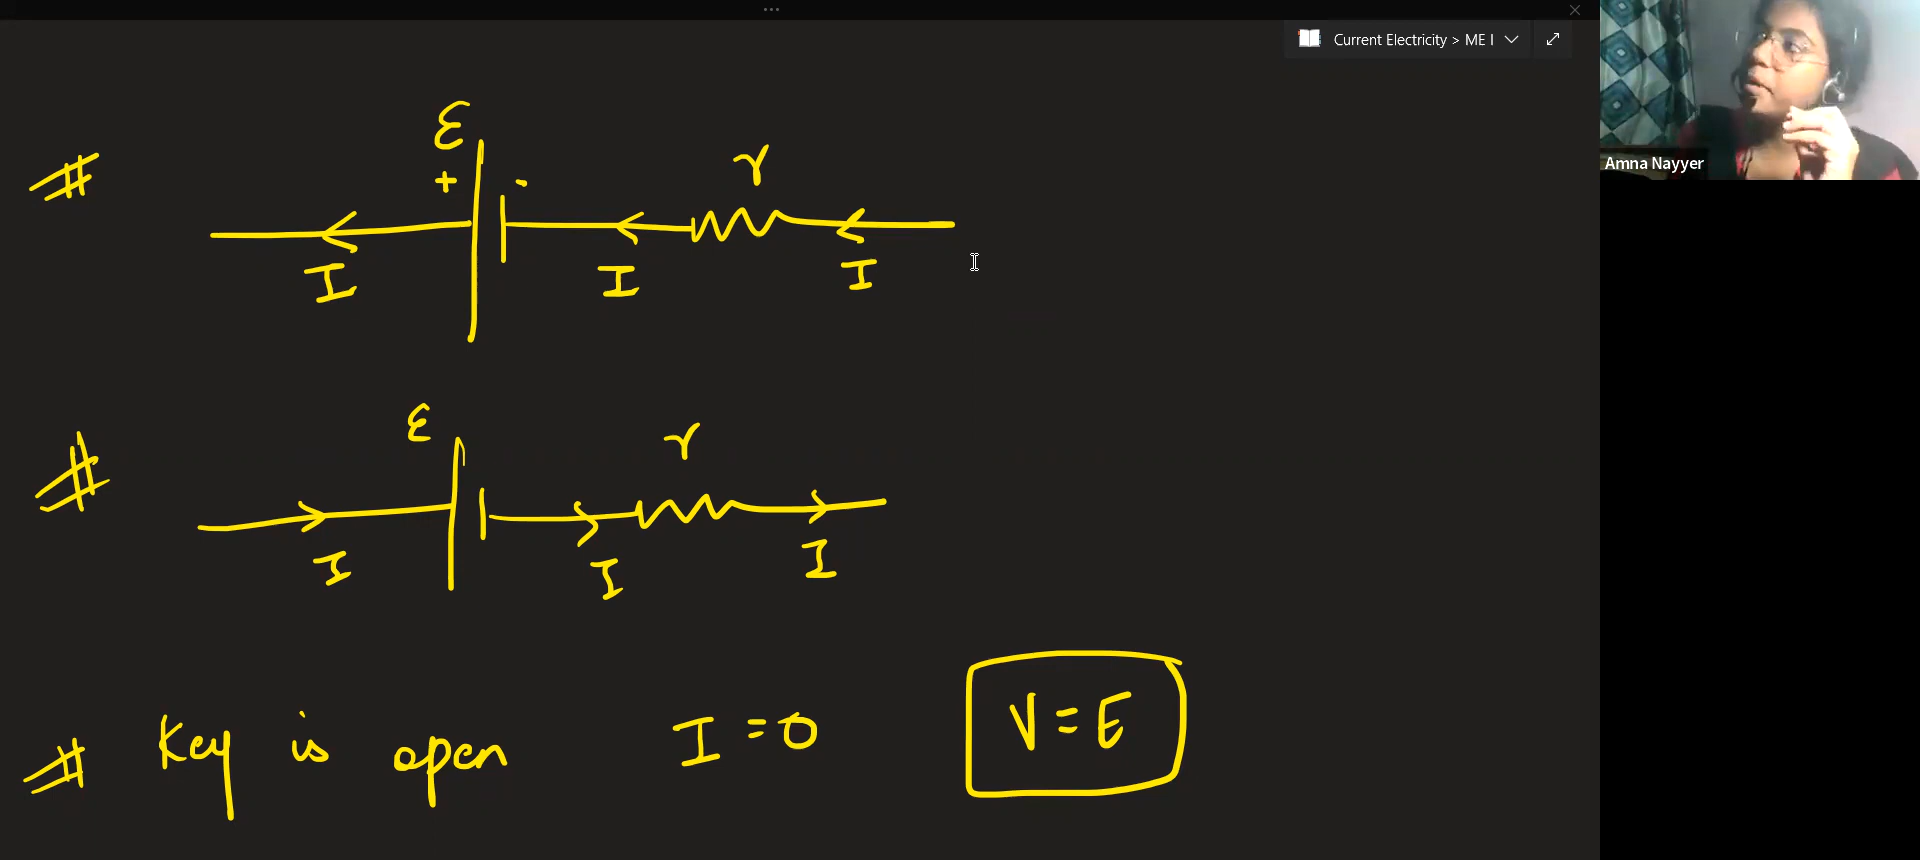 Current Electricity > ME I
Amna Nayyer
# ε
+ -
r
I I I
# ε
r
I I I
# Key is open I = 0 V = E